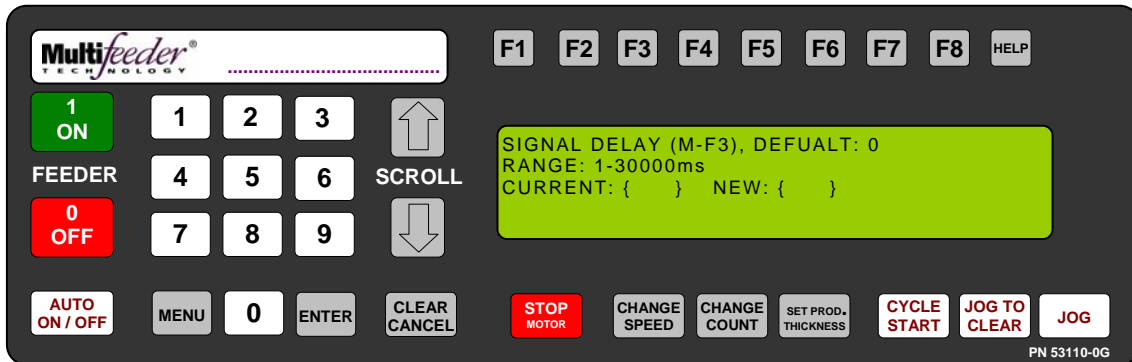 Multifeeder®
TECHNOLOGY
F1 F2 F3 F4 F5 F6 F7 F8 HELP
1
ON
FEEDER
0
OFF
1 2 3
4 5 6
7 8 9
SCROLL
SIGNAL DELAY (M-F3), DEFUALT: 0
RANGE: 1-30000ms
CURRENT: {    }   NEW: {    }
AUTO
ON / OFF
MENU
0
ENTER
CLEAR
CANCEL
STOP
MOTOR
CHANGE
SPEED
CHANGE
COUNT
SET PROD.
THICKNESS
CYCLE
START
JOG TO
CLEAR
JOG
PN 53110-0G